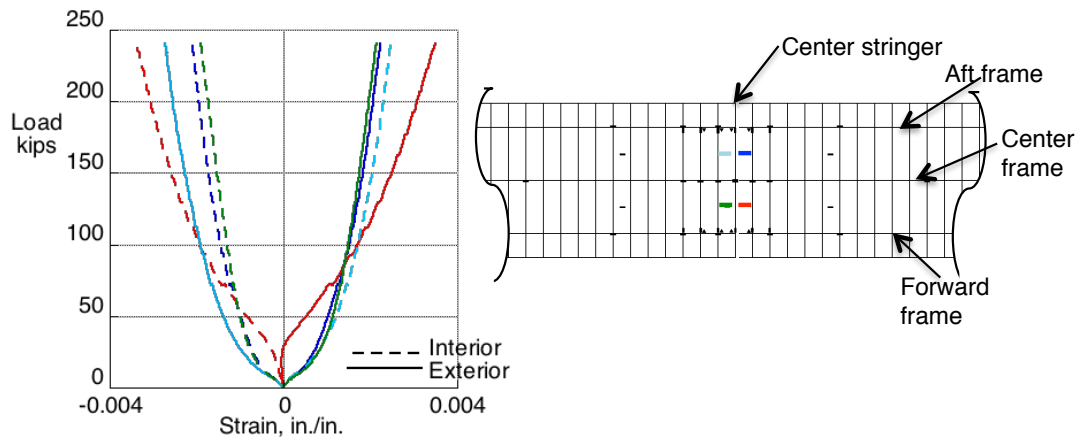 250
200
Load
kips
150
100
50
0
-0.004
0
0.004
Strain, in./in.
Interior
Exterior
Center stringer
Aft frame
Center
frame
Forward
frame